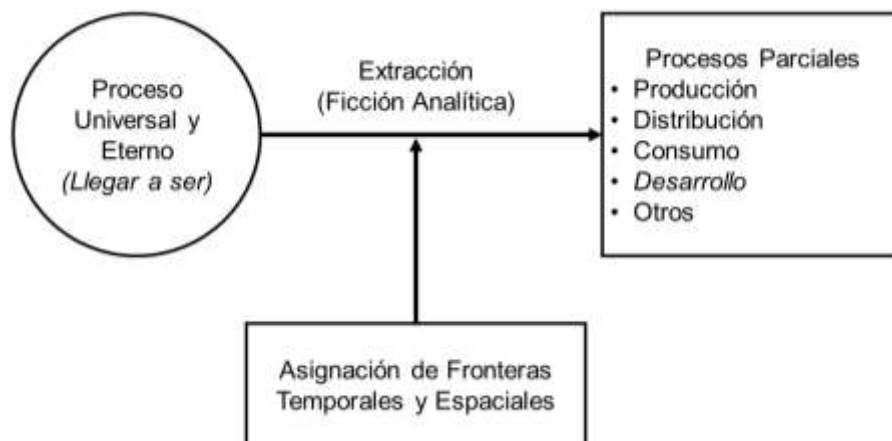 Proceso
Universal y
Eterno
(Llegar a ser)
Extracción
(Ficción Analítica)
Procesos Parciales
• Producción
• Distribución
• Consumo
• Desarrollo
• Otros
Asignación de Fronteras
Temporales y Espaciales